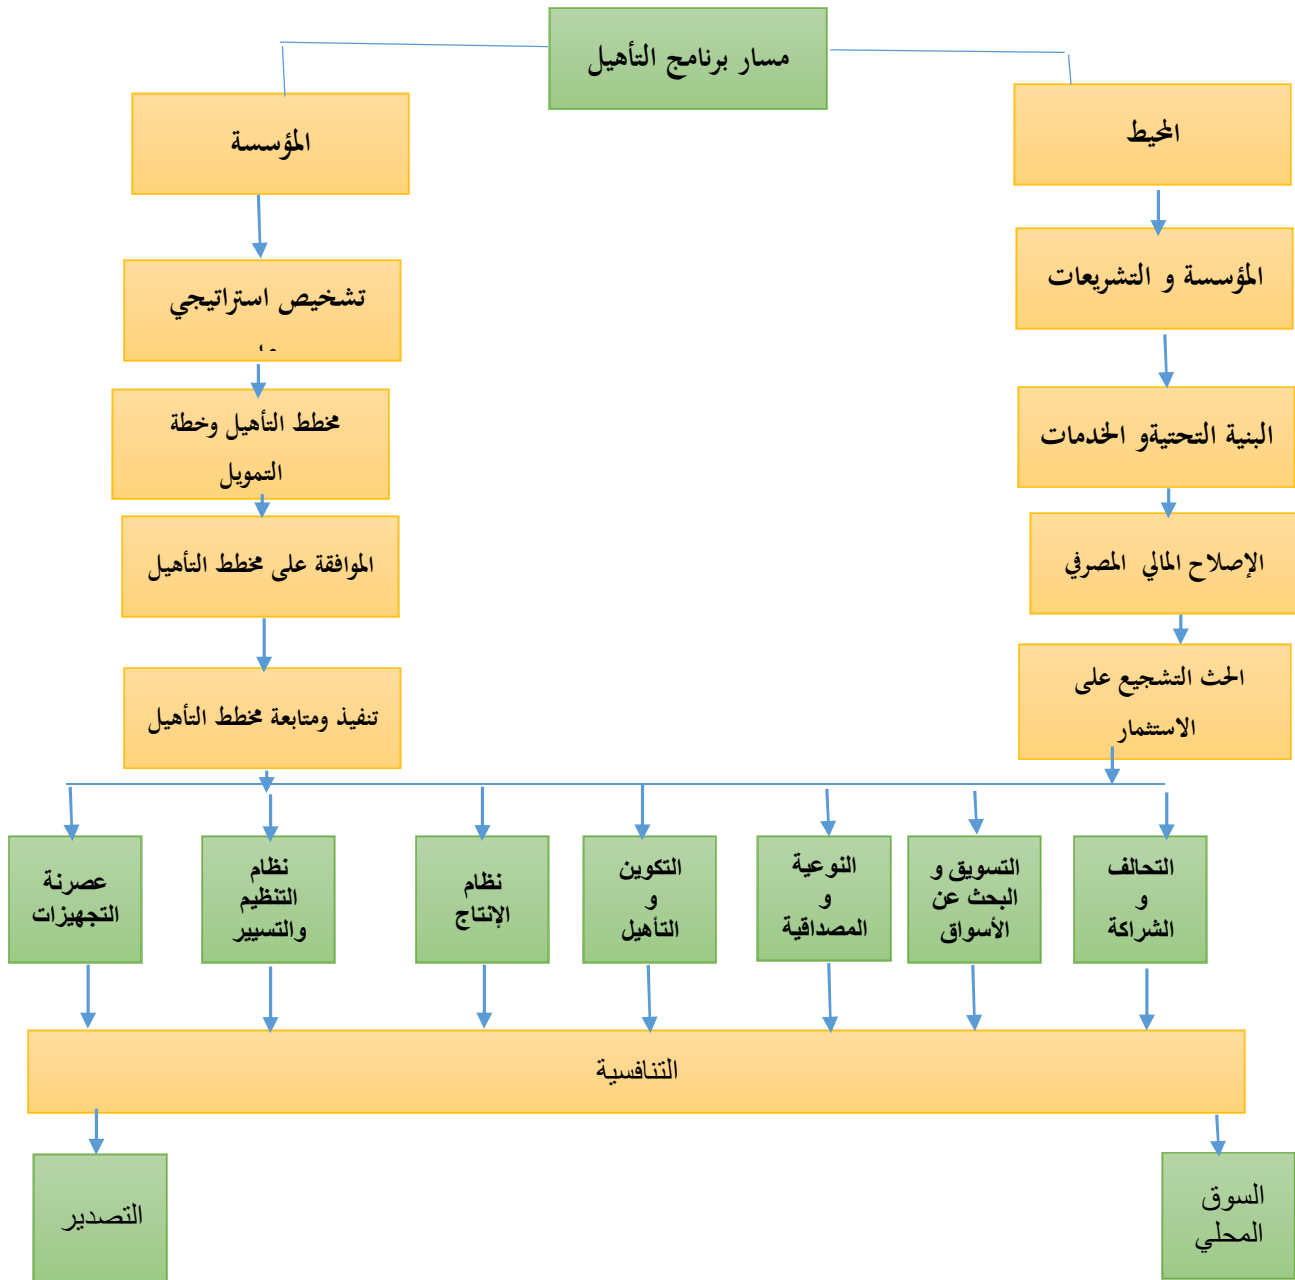 مسار برنامج التأهيل
المحيط
المؤسسة
المؤسسة و التشريعات
تشخيص استراتيجي
البنية التحتيةو الخدمات
مخطط التأهيل وخطة
التمويل
الإصلاح المالي المصرفي
الموافقة على مخطط التأهيل
الحث التشجيع على
الاستثمار
تنفيذ ومتابعة مخطط التأهيل
التحالف
و
الشراكة
التسويق و
البحث عن
الأسواق
النوعية
و
المصداقية
التكوين
و
التأهيل
نظام
الإنتاج
نظام
التنظيم
والتسيير
عصرنة
التجهيزات
التنافسية
السوق
المحلي
التصدير